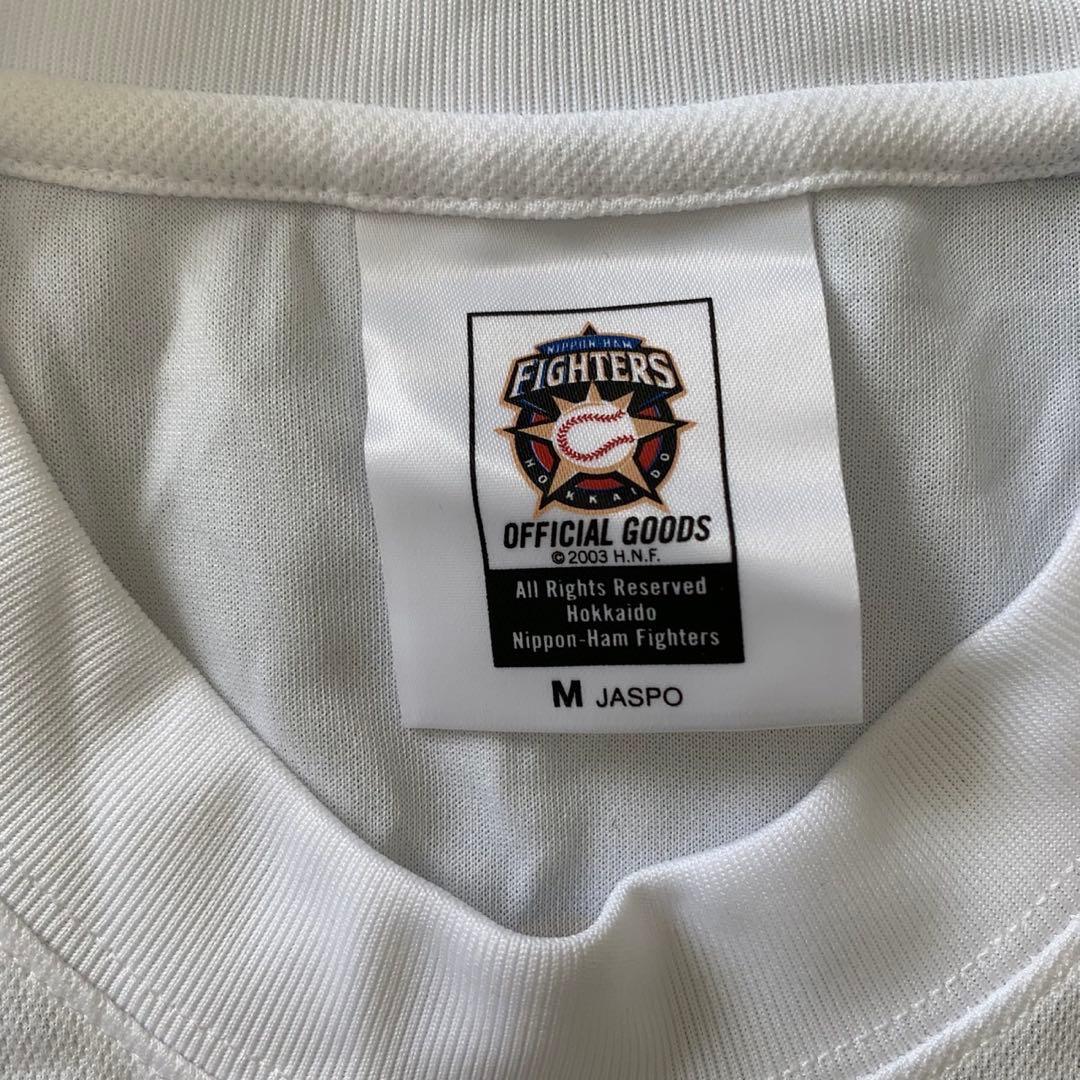 NIPPON-HAM
FIGHTERS
HOKKAIDO
OFFICIAL GOODS
© 2003 H.N.F.
All Rights Reserved
Hokkaido
Nippon-Ham Fighters
M JASPO